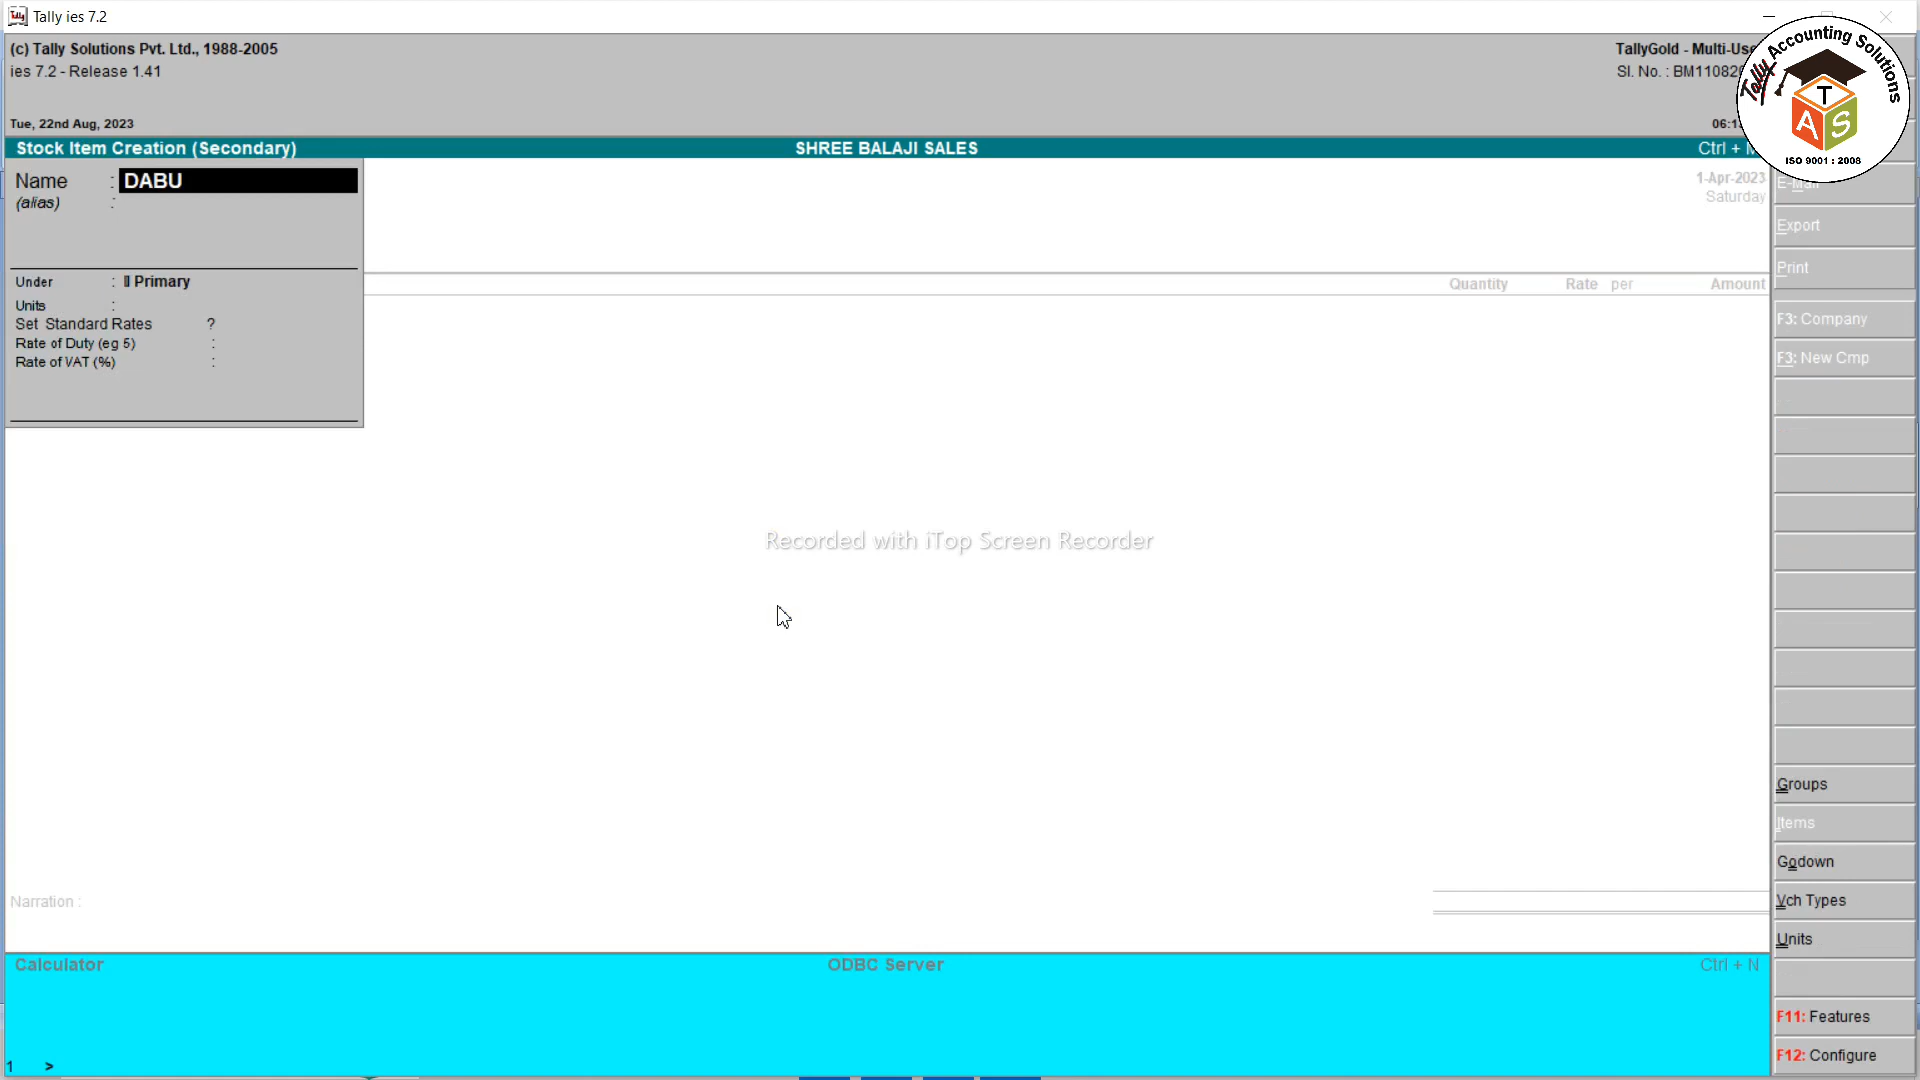 Tally ies 7.2
(c) Tally Solutions Pvt. Ltd., 1988-2005
ies 7.2 - Release 1.41
TallyGold - Multi-Use
Sl. No. : BM11082
Tue, 22nd Aug, 2023
06:1
Tally Accounting Solutions
T
A S
ISO 9001 : 2008
Stock Item Creation (Secondary)
SHREE BALAJI SALES
Ctrl + M
Name : DABU
(alias) :
Under : Primary
Units :
Set Standard Rates ?
Rate of Duty (eg 5) :
Rate of VAT (%) :
1-Apr-2023
Saturday
Quantity Rate per Amount
Recorded with iTop Screen Recorder
Narration :
E-Mail
Export
Print
F3: Company
F3: New Cmp
Groups
Items
Godown
Vch Types
Units
F11: Features
F12: Configure
Calculator
ODBC Server
Ctrl + N
1 >